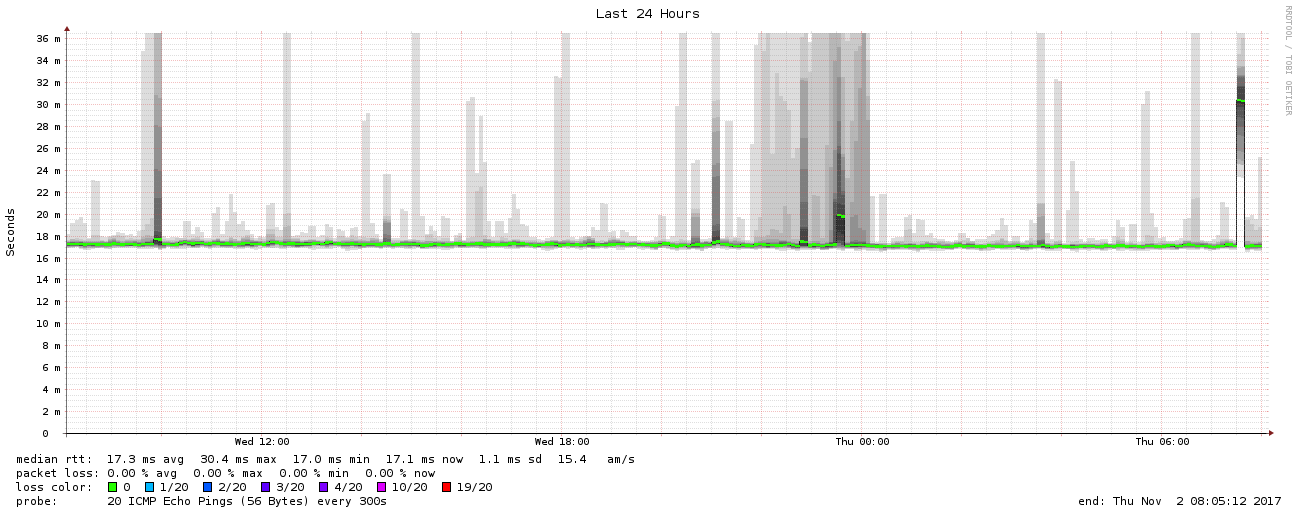 Last 24 Hours
RRDTOOL / TOBI OETIKER
Seconds
36 m
34 m
32 m
30 m
28 m
26 m
24 m
22 m
20 m
18 m
16 m
14 m
12 m
10 m
8 m
6 m
4 m
2 m
0
Wed 12:00 Wed 18:00 Thu 00:00 Thu 06:00
median rtt: 17.3 ms avg 30.4 ms max 17.0 ms min 17.1 ms now 1.1 ms sd 15.4 am/s
packet loss: 0.00 % avg 0.00 % max 0.00 % min 0.00 % now
loss color: 0 1/20 2/20 3/20 4/20 10/20 19/20
probe: 20 ICMP Echo Pings (56 Bytes) every 300s end: Thu Nov 2 08:05:12 2017